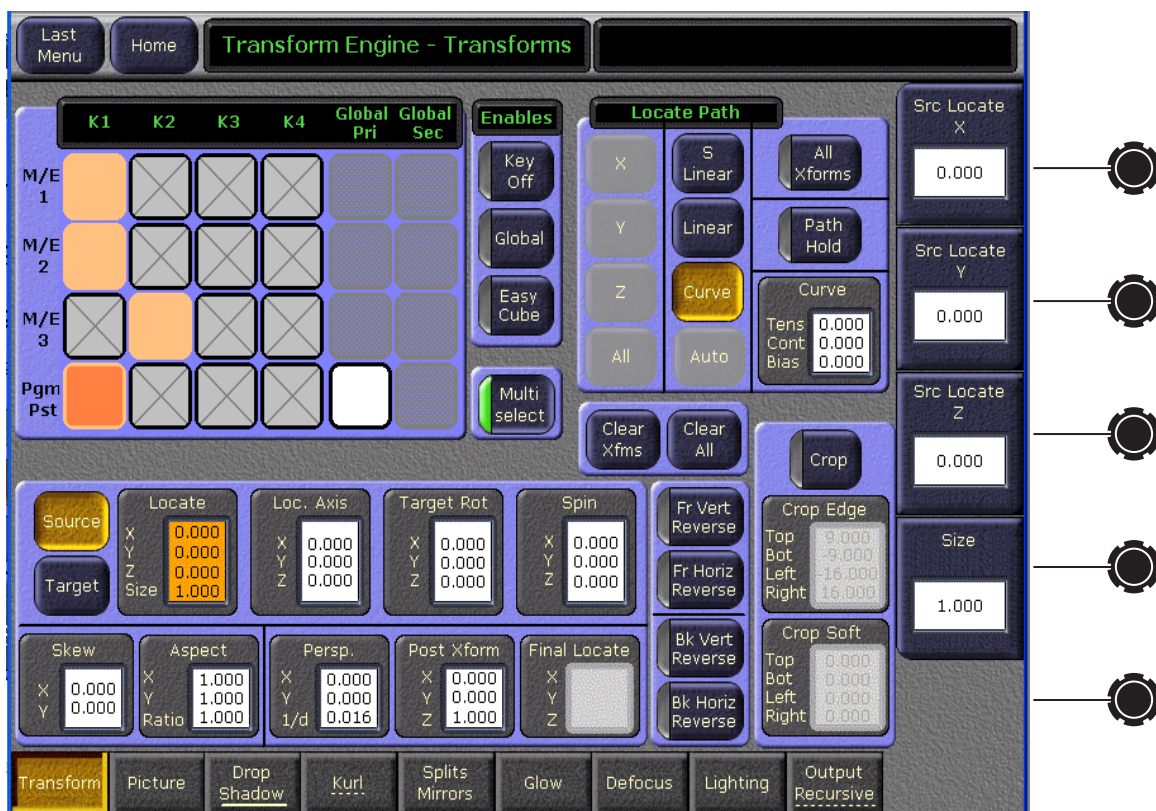 Last
Menu
Home
Transform Engine - Transforms
K1 K2 K3 K4 Global Pri Global Sec
M/E
1
M/E
2
M/E
3
Pgm
Pst
Enables
Key
Off
Global
Easy
Cube
Multi
select
Locate Path
X
Y
Z
All
S
Linear
Linear
Curve
Auto
All
Xforms
Path
Hold
Curve
Tens 0.000
Cont 0.000
Bias 0.000
Clear
Xfms
Clear
All
Src Locate
X
0.000
Src Locate
Y
0.000
Src Locate
Z
0.000
Size
1.000
Source
Target
Locate
X 0.000
Y 0.000
Z 0.000
Size 1.000
Loc. Axis
X 0.000
Y 0.000
Z 0.000
Target Rot
X 0.000
Y 0.000
Z 0.000
Spin
X 0.000
Y 0.000
Z 0.000
Skew
X 0.000
Y 0.000
Aspect
X 1.000
Y 1.000
Ratio 1.000
Persp.
X 0.000
Y 0.000
1/d 0.016
Post Xform
X 0.000
Y 0.000
Z 1.000
Final Locate
X
Y
Z
Fr Vert
Reverse
Fr Horiz
Reverse
Bk Vert
Reverse
Bk Horiz
Reverse
Crop
Crop Edge
Top 9.000
Bot -9.000
Left -16.000
Right 16.000
Crop Soft
Top 0.000
Bot 0.000
Left 0.000
Right 0.000
Transform
Picture
Drop
Shadow
Kurl
Splits
Mirrors
Glow
Defocus
Lighting
Output
Recursive